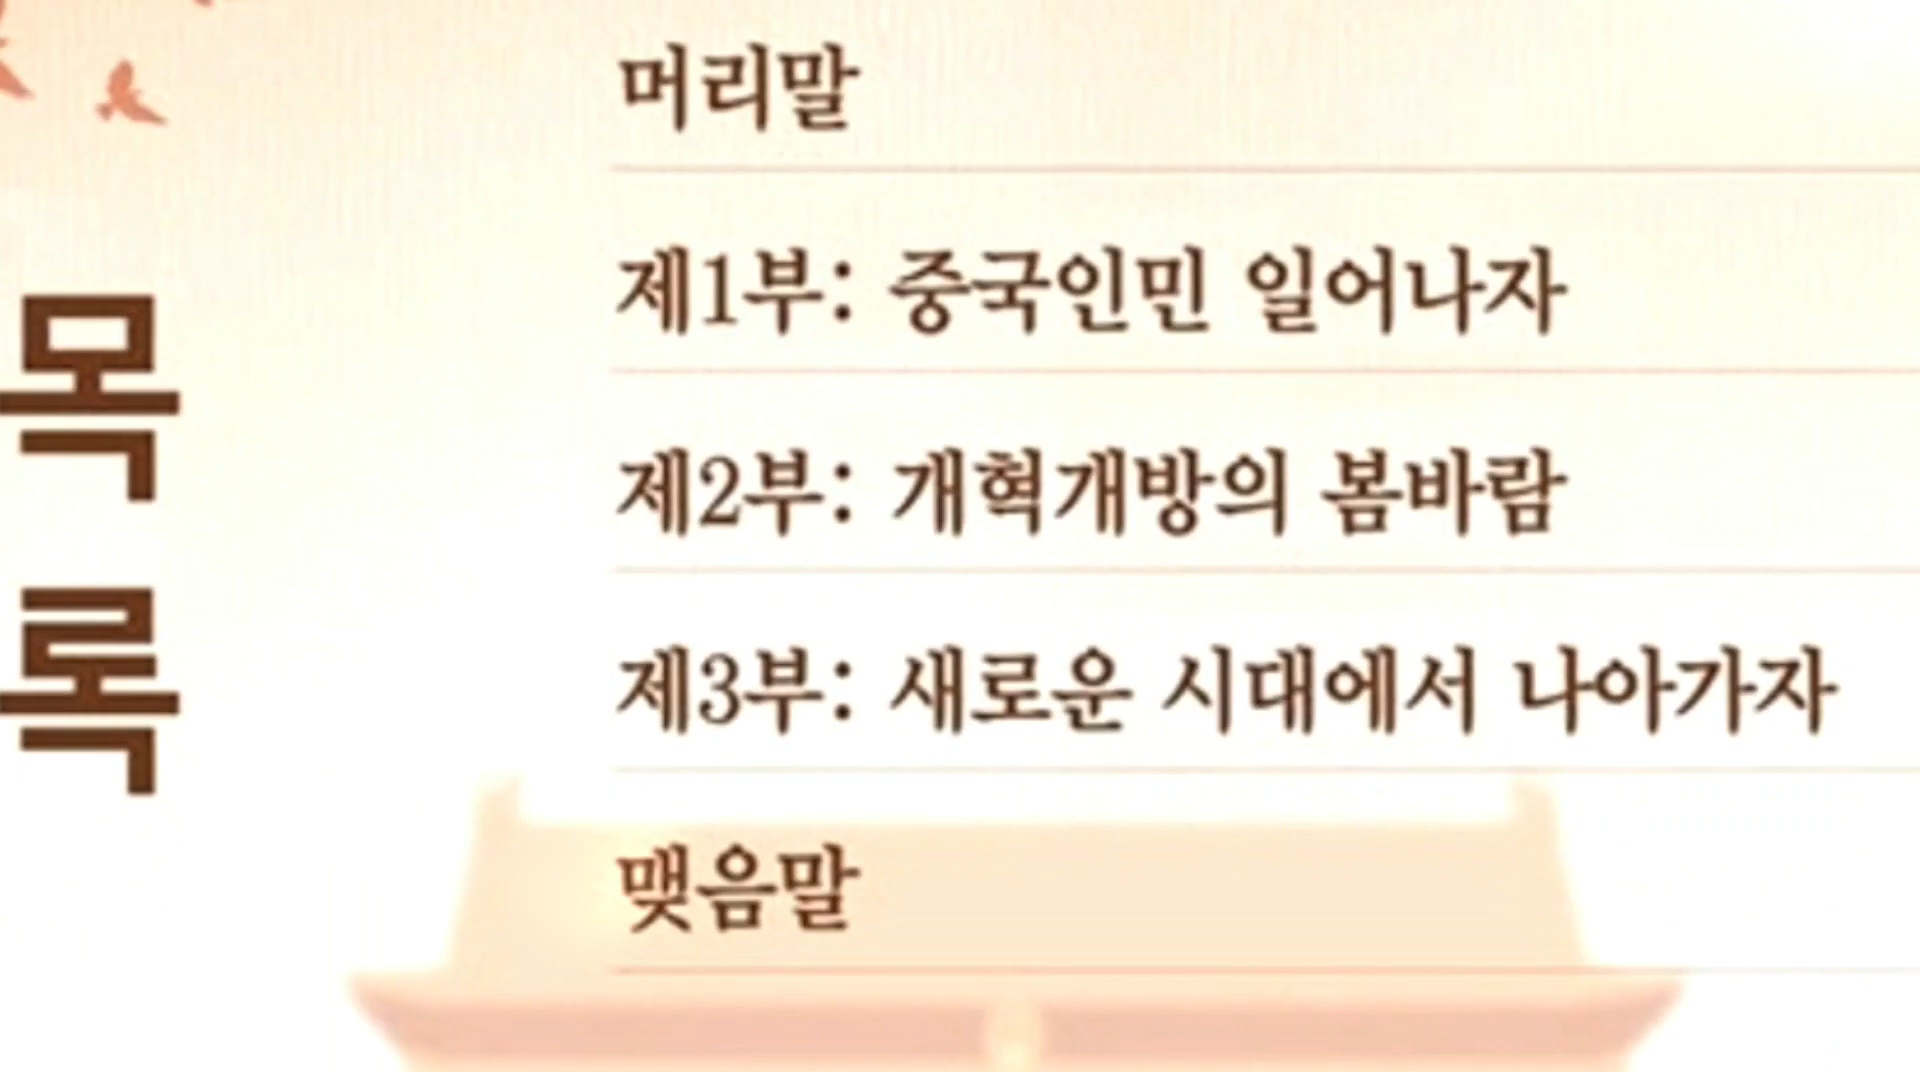 목록
머리말
제1부: 중국인민 일어나자
제2부: 개혁개방의 봄바람
제3부: 새로운 시대에서 나아가자
맺음말